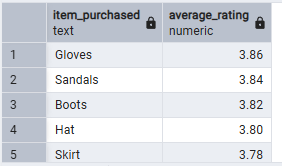 item_purchased average_rating
text numeric
1 Gloves 3.86
2 Sandals 3.84
3 Boots 3.82
4 Hat 3.80
5 Skirt 3.78